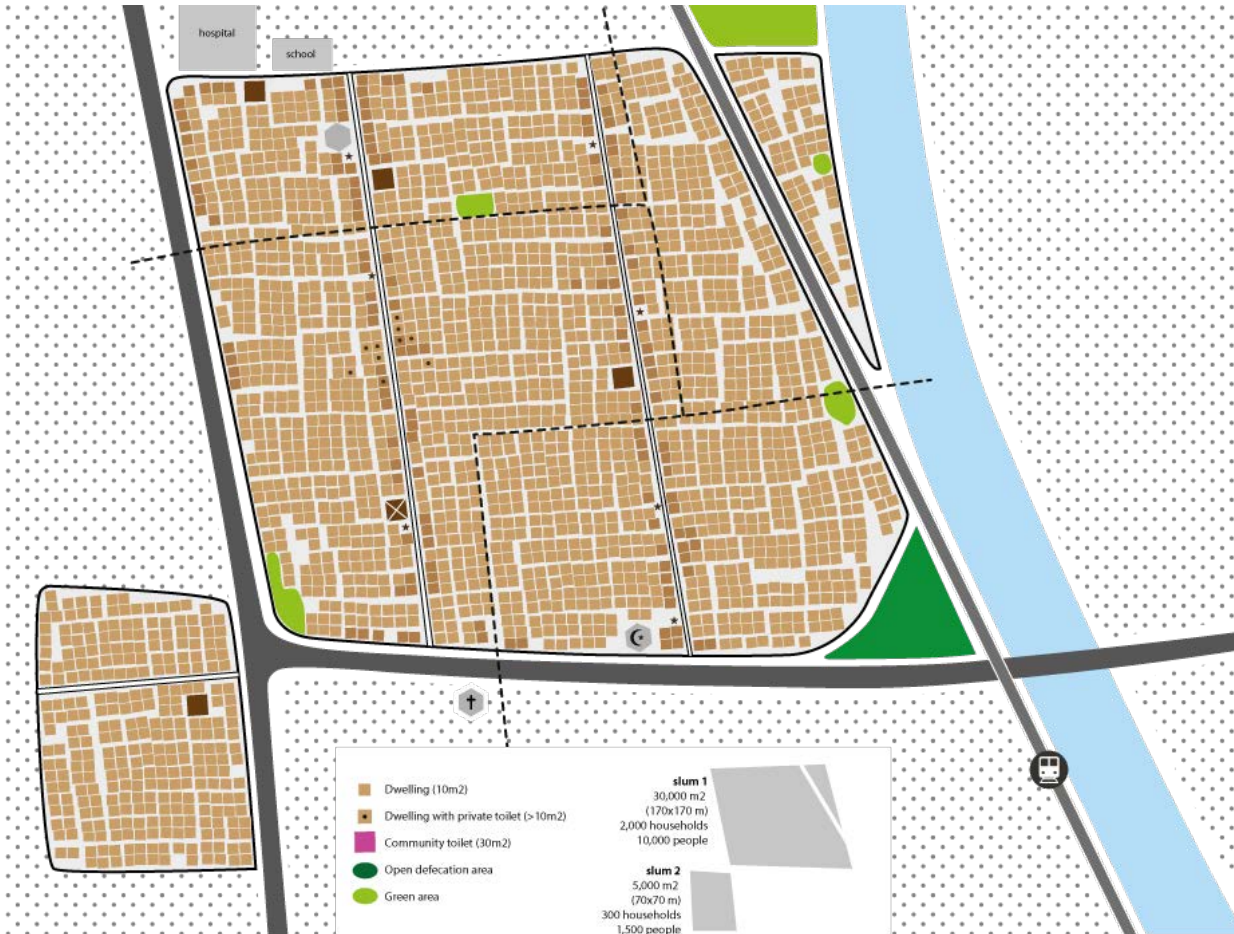 hospital
school
Dwelling (10m2)
Dwelling with private toilet (>10m2)
Community toilet (30m2)
Open defecation area
Green area
slum 1
30,000 m2
(170x170 m)
2,000 households
10,000 people
slum 2
5,000 m2
(70x70 m)
300 households
1,500 people